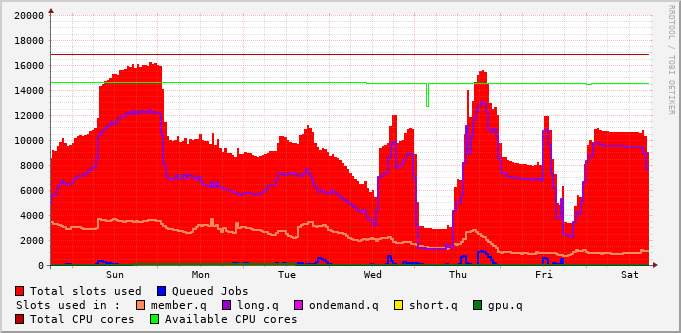 RRDTOOL / TOBI OETIKER
20000
18000
16000
14000
12000
10000
8000
6000
4000
2000
0
Sun Mon Tue Wed Thu Fri Sat
Total slots used Queued Jobs
Slots used in : member.q long.q ondemand.q short.q gpu.q
Total CPU cores Available CPU cores